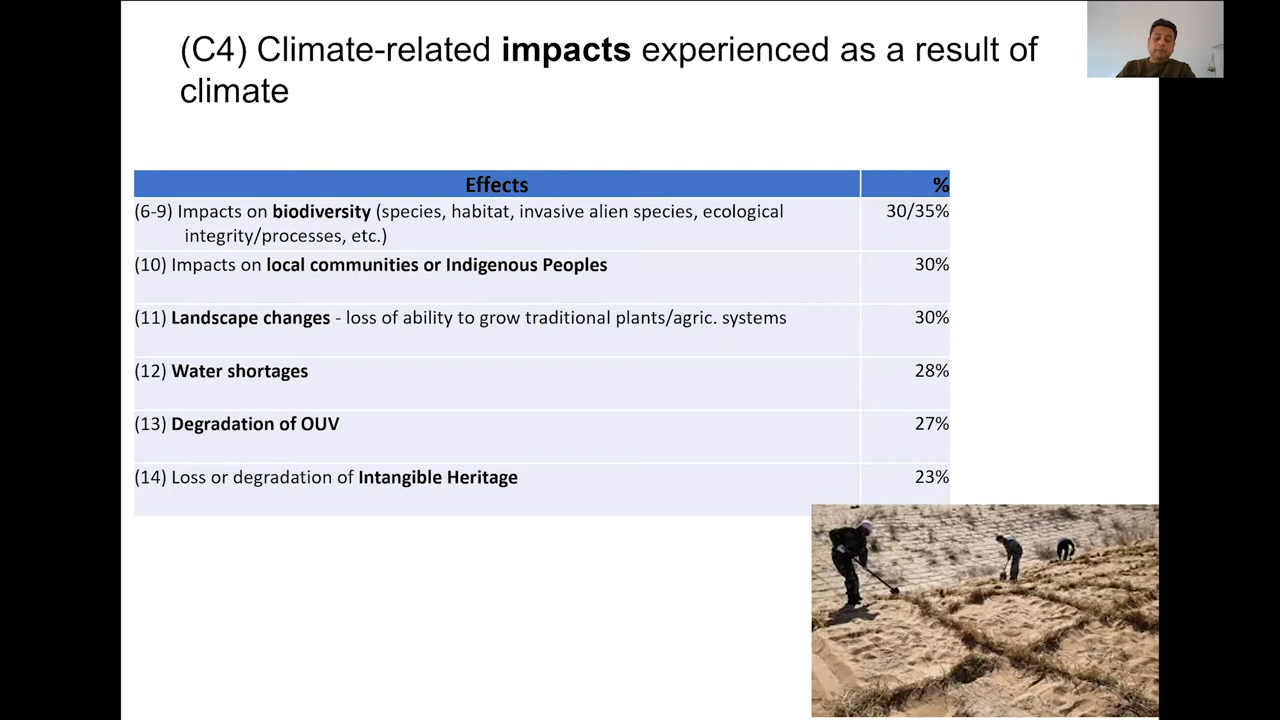 (C4) Climate-related impacts experienced as a result of
climate
Effects %
(6-9) Impacts on biodiversity (species, habitat, invasive alien species, ecological 30/35%
integrity/processes, etc.)
(10) Impacts on local communities or Indigenous Peoples 30%
(11) Landscape changes - loss of ability to grow traditional plants/agric. systems 30%
(12) Water shortages 28%
(13) Degradation of OUV 27%
(14) Loss or degradation of Intangible Heritage 23%